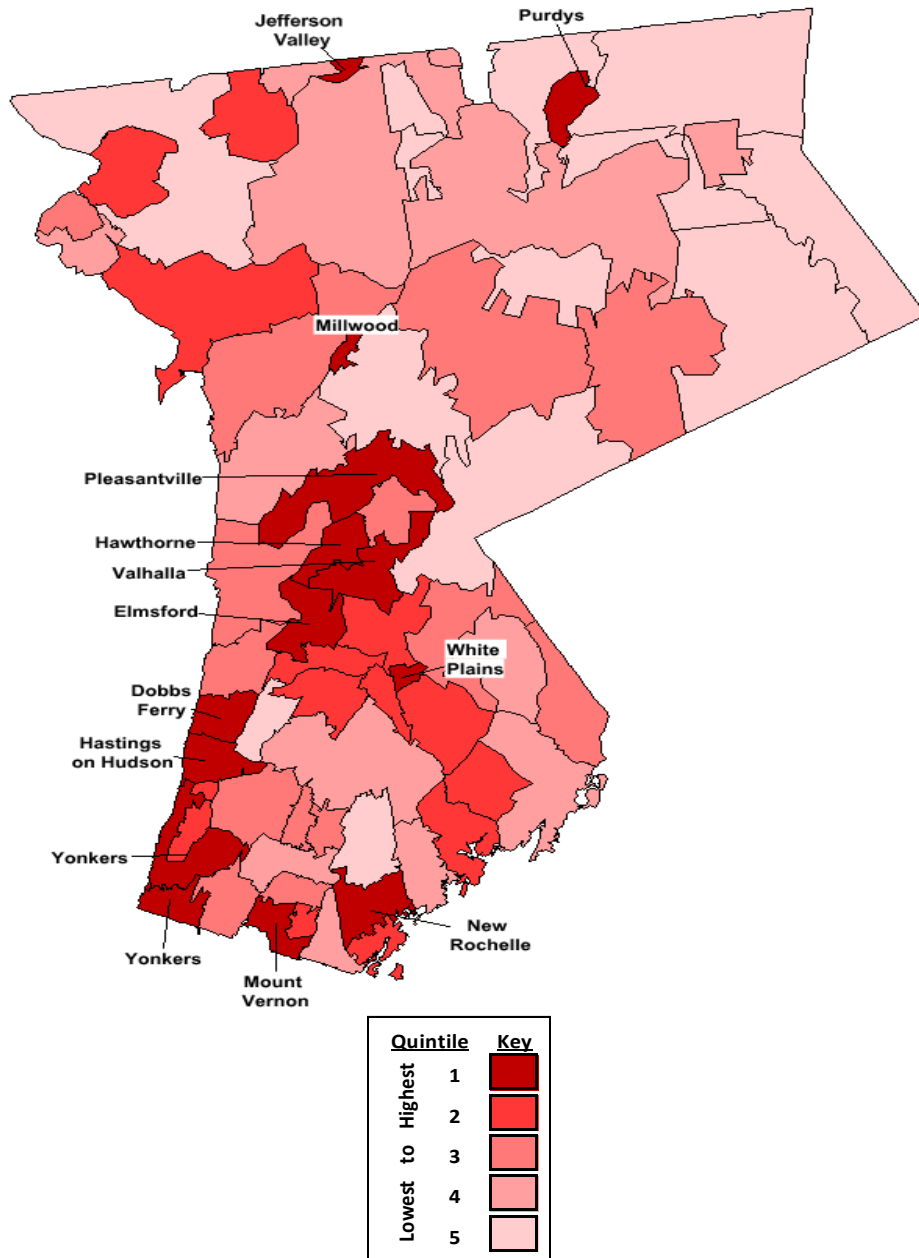 Jefferson
Valley
Purdys
Millwood
Pleasantville
Hawthorne
Valhalla
Elmsford
White
Plains
Dobbs
Ferry
Hastings
on Hudson
Yonkers
New
Rochelle
Yonkers
Mount
Vernon
Quintile Key
Lowest to Highest
1
2
3
4
5